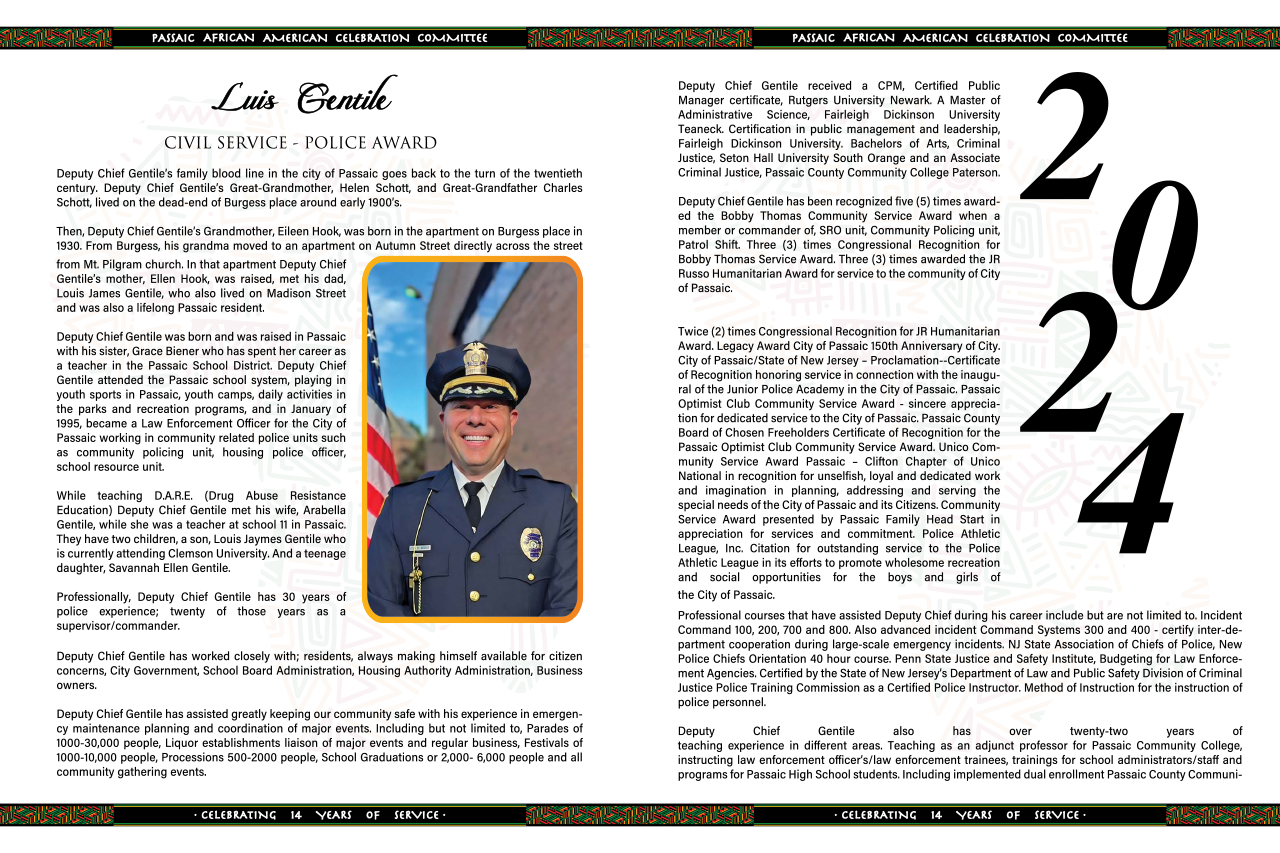 PASSAIC AFRICAN AMERICAN CELEBRATION COMMITTEE
Luis Gentile
CIVIL SERVICE - POLICE AWARD
Deputy Chief Gentile's family blood line in the city of Passaic goes back to the turn of the twentieth
century. Deputy Chief Gentile's Great-Grandmother, Helen Schott, and Great-Grandfather Charles
Schott, lived on the dead-end of Burgess place around early 1900's.
Then, Deputy Chief Gentile's Grandmother, Eileen Hook, was born in the apartment on Burgess place in
1930. From Burgess, his grandma moved to an apartment on Autumn Street directly across the street
from Mt. Pilgram church. In that apartment Deputy Chief
Gentile's mother, Ellen Hook, was raised, met his dad,
Louis James Gentile, who also lived on Madison Street
and was also a lifelong Passaic resident.
Deputy Chief Gentile was born and was raised in Passaic
with his sister, Grace Biener who has spent her career as
a teacher in the Passaic School District. Deputy Chief
Gentile attended the Passaic school system, playing in
youth sports in Passaic, youth camps, daily activities in
the parks and recreation programs, and in January of
1995, became a Law Enforcement Officer for the City of
Passaic working in community related police units such
as community policing unit, housing police officer,
school resource unit.
While teaching D.A.R.E. (Drug Abuse Resistance
Education) Deputy Chief Gentile met his wife, Arabella
Gentile, while she was a teacher at school 11 in Passaic.
They have two children, a son, Louis Jaymes Gentile who
is currently attending Clemson University. And a teenage
daughter, Savannah Ellen Gentile.
Professionally, Deputy Chief Gentile has 30 years of
police experience; twenty of those years as a
supervisor/commander.
Deputy Chief Gentile has worked closely with; residents, always making himself available for citizen
concerns, City Government, School Board Administration, Housing Authority Administration, Business
owners.
Deputy Chief Gentile has assisted greatly keeping our community safe with his experience in emergen-
cy maintenance planning and coordination of major events. Including but not limited to, Parades of
1000-30,000 people, Liquor establishments liaison of major events and regular business, Festivals of
1000-10,000 people, Processions 500-2000 people, School Graduations or 2,000- 6,000 people and all
community gathering events.
· CELEBRATING 14 YEARS OF SERVICE ·
PASSAIC AFRICAN AMERICAN CELEBRATION COMMITTEE
Deputy Chief Gentile received a CPM, Certified Public
Manager certificate, Rutgers University Newark. A Master of
Administrative Science, Fairleigh Dickinson University
Teaneck. Certification in public management and leadership,
Fairleigh Dickinson University. Bachelors of Arts, Criminal
Justice, Seton Hall University South Orange and an Associate
Criminal Justice, Passaic County Community College Paterson.
Deputy Chief Gentile has been recognized five (5) times award-
ed the Bobby Thomas Community Service Award when a
member or commander of, SRO unit, Community Policing unit,
Patrol Shift. Three (3) times Congressional Recognition for
Bobby Thomas Service Award. Three (3) times awarded the JR
Russo Humanitarian Award for service to the community of City
of Passaic.
Twice (2) times Congressional Recognition for JR Humanitarian
Award. Legacy Award City of Passaic 150th Anniversary of City.
City of Passaic/State of New Jersey – Proclamation--Certificate
of Recognition honoring service in connection with the inaugu-
ral of the Junior Police Academy in the City of Passaic. Passaic
Optimist Club Community Service Award - sincere apprecia-
tion for dedicated service to the City of Passaic. Passaic County
Board of Chosen Freeholders Certificate of Recognition for the
Passaic Optimist Club Community Service Award. Unico Com-
munity Service Award Passaic – Clifton Chapter of Unico
National in recognition for unselfish, loyal and dedicated work
and imagination in planning, addressing and serving the
special needs of the City of Passaic and its Citizens. Community
Service Award presented by Passaic Family Head Start in
appreciation for services and commitment. Police Athletic
League, Inc. Citation for outstanding service to the Police
Athletic League in its efforts to promote wholesome recreation
and social opportunities for the boys and girls of
the City of Passaic.
2
0
2
4
Professional courses that have assisted Deputy Chief during his career include but are not limited to. Incident
Command 100, 200, 700 and 800. Also advanced incident Command Systems 300 and 400 - certify inter-de-
partment cooperation during large-scale emergency incidents. NJ State Association of Chiefs of Police, New
Police Chiefs Orientation 40 hour course. Penn State Justice and Safety Institute, Budgeting for Law Enforce-
ment Agencies. Certified by the State of New Jersey's Department of Law and Public Safety Division of Criminal
Justice Police Training Commission as a Certified Police Instructor. Method of Instruction for the instruction of
police personnel.
Deputy Chief Gentile also has over twenty-two years of
teaching experience in different areas. Teaching as an adjunct professor for Passaic Community College,
instructing law enforcement officer's/law enforcement trainees, trainings for school administrators/staff and
programs for Passaic High School students. Including implemented dual enrollment Passaic County Communi-
· CELEBRATING 14 YEARS OF SERVICE ·